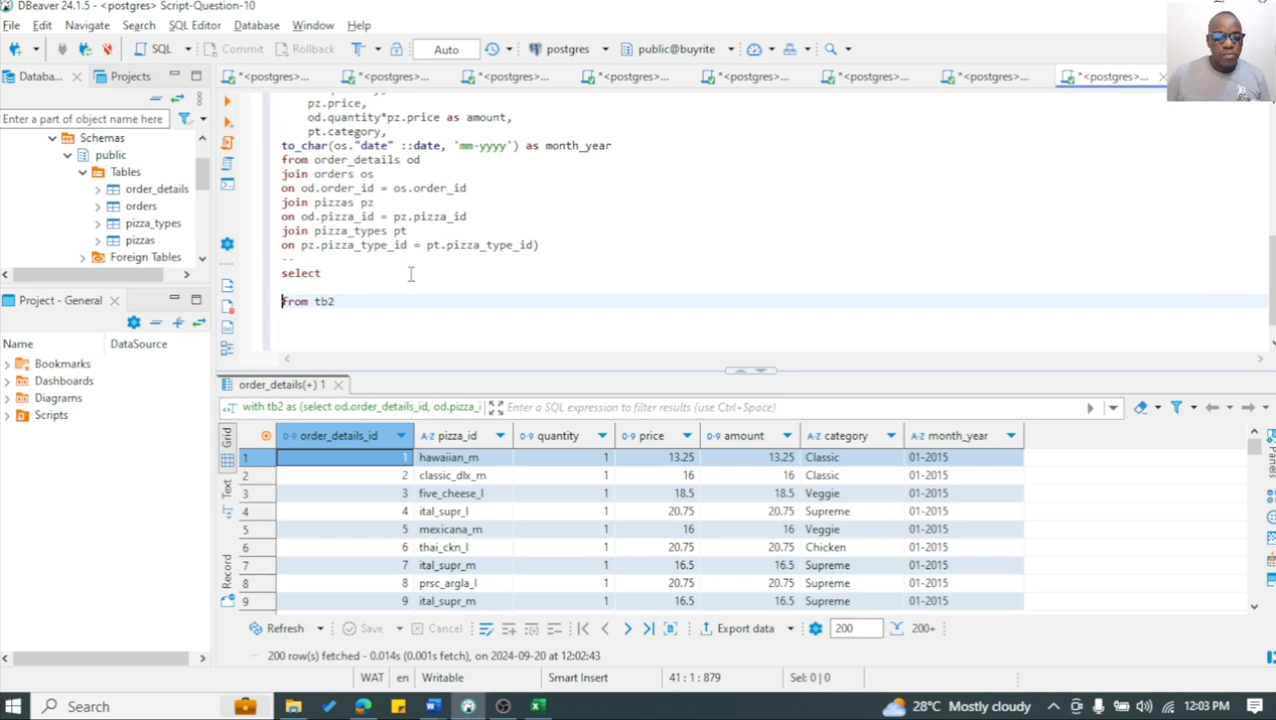 DBeaver 24.1.5 - <postgres> Script-Question-10
File Edit Navigate Search SQL Editor Database Window Help
SQL Commit Rollback Auto postgres public@buyrite
Databa... Projects *<postgres>... *<postgres>... *<postgres>... *<postgres>... *<postgres>... *<postgres>... *<postgres>... *<postgres>...
Enter a part of object name here
Schemas
public
Tables
order_details
orders
pizza_types
pizzas
Foreign Tables
pz.price,
od.quantity*pz.price as amount,
pt.category,
to_char(os."date" ::date, 'mm-yyyy') as month_year
from order_details od
join orders os
on od.order_id = os.order_id
join pizzas pz
on od.pizza_id = pz.pizza_id
join pizza_types pt
on pz.pizza_type_id = pt.pizza_type_id)
--
select
from tb2
Project - General
Name DataSource
Bookmarks
Dashboards
Diagrams
Scripts
order_details(+) 1
with tb2 as (select od.order_details_id, od.pizza_i Enter a SQL expression to filter results (use Ctrl+Space)
Grid
Text
Record
Panels
order_details_id pizza_id quantity price amount category month_year
1 1 hawaiian_m 1 13.25 13.25 Classic 01-2015
2 2 classic_dlx_m 1 16 16 Classic 01-2015
3 3 five_cheese_l 1 18.5 18.5 Veggie 01-2015
4 4 ital_supr_l 1 20.75 20.75 Supreme 01-2015
5 5 mexicana_m 1 16 16 Veggie 01-2015
6 6 thai_ckn_l 1 20.75 20.75 Chicken 01-2015
7 7 ital_supr_m 1 16.5 16.5 Supreme 01-2015
8 8 prsc_argla_l 1 20.75 20.75 Supreme 01-2015
9 9 ital_supr_m 1 16.5 16.5 Supreme 01-2015
Refresh Save Cancel Export data 200 200+
200 row(s) fetched - 0.014s (0.001s fetch), on 2024-09-20 at 12:02:43
WAT en Writable Smart Insert 41 : 1 : 879 Sel: 0 | 0
Search 28°C Mostly cloudy 12:03 PM